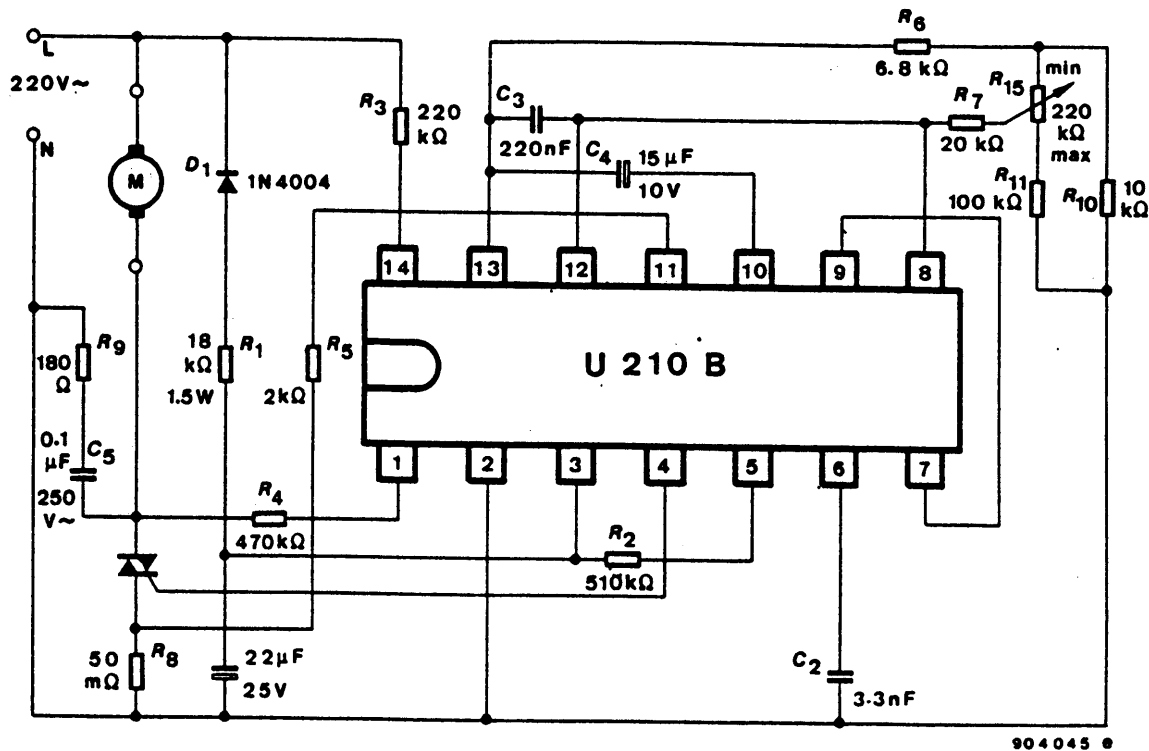 L
220V~
N
M
D1
1N4004
R3
220
kΩ
C3
220nF
C4
15µF
10V
R6
6.8 kΩ
R7
20 kΩ
R15
min
220
kΩ
max
R11
100 kΩ
R10
10
kΩ
14
13
12
11
10
9
8
R9
180
Ω
0.1
µF
C5
250
V~
18
kΩ
R1
1.5W
R5
2kΩ
U 210 B
1
2
3
4
5
6
7
R4
470kΩ
R2
510kΩ
50
mΩ
R8
22µF
25V
C2
3.3nF
904045 e